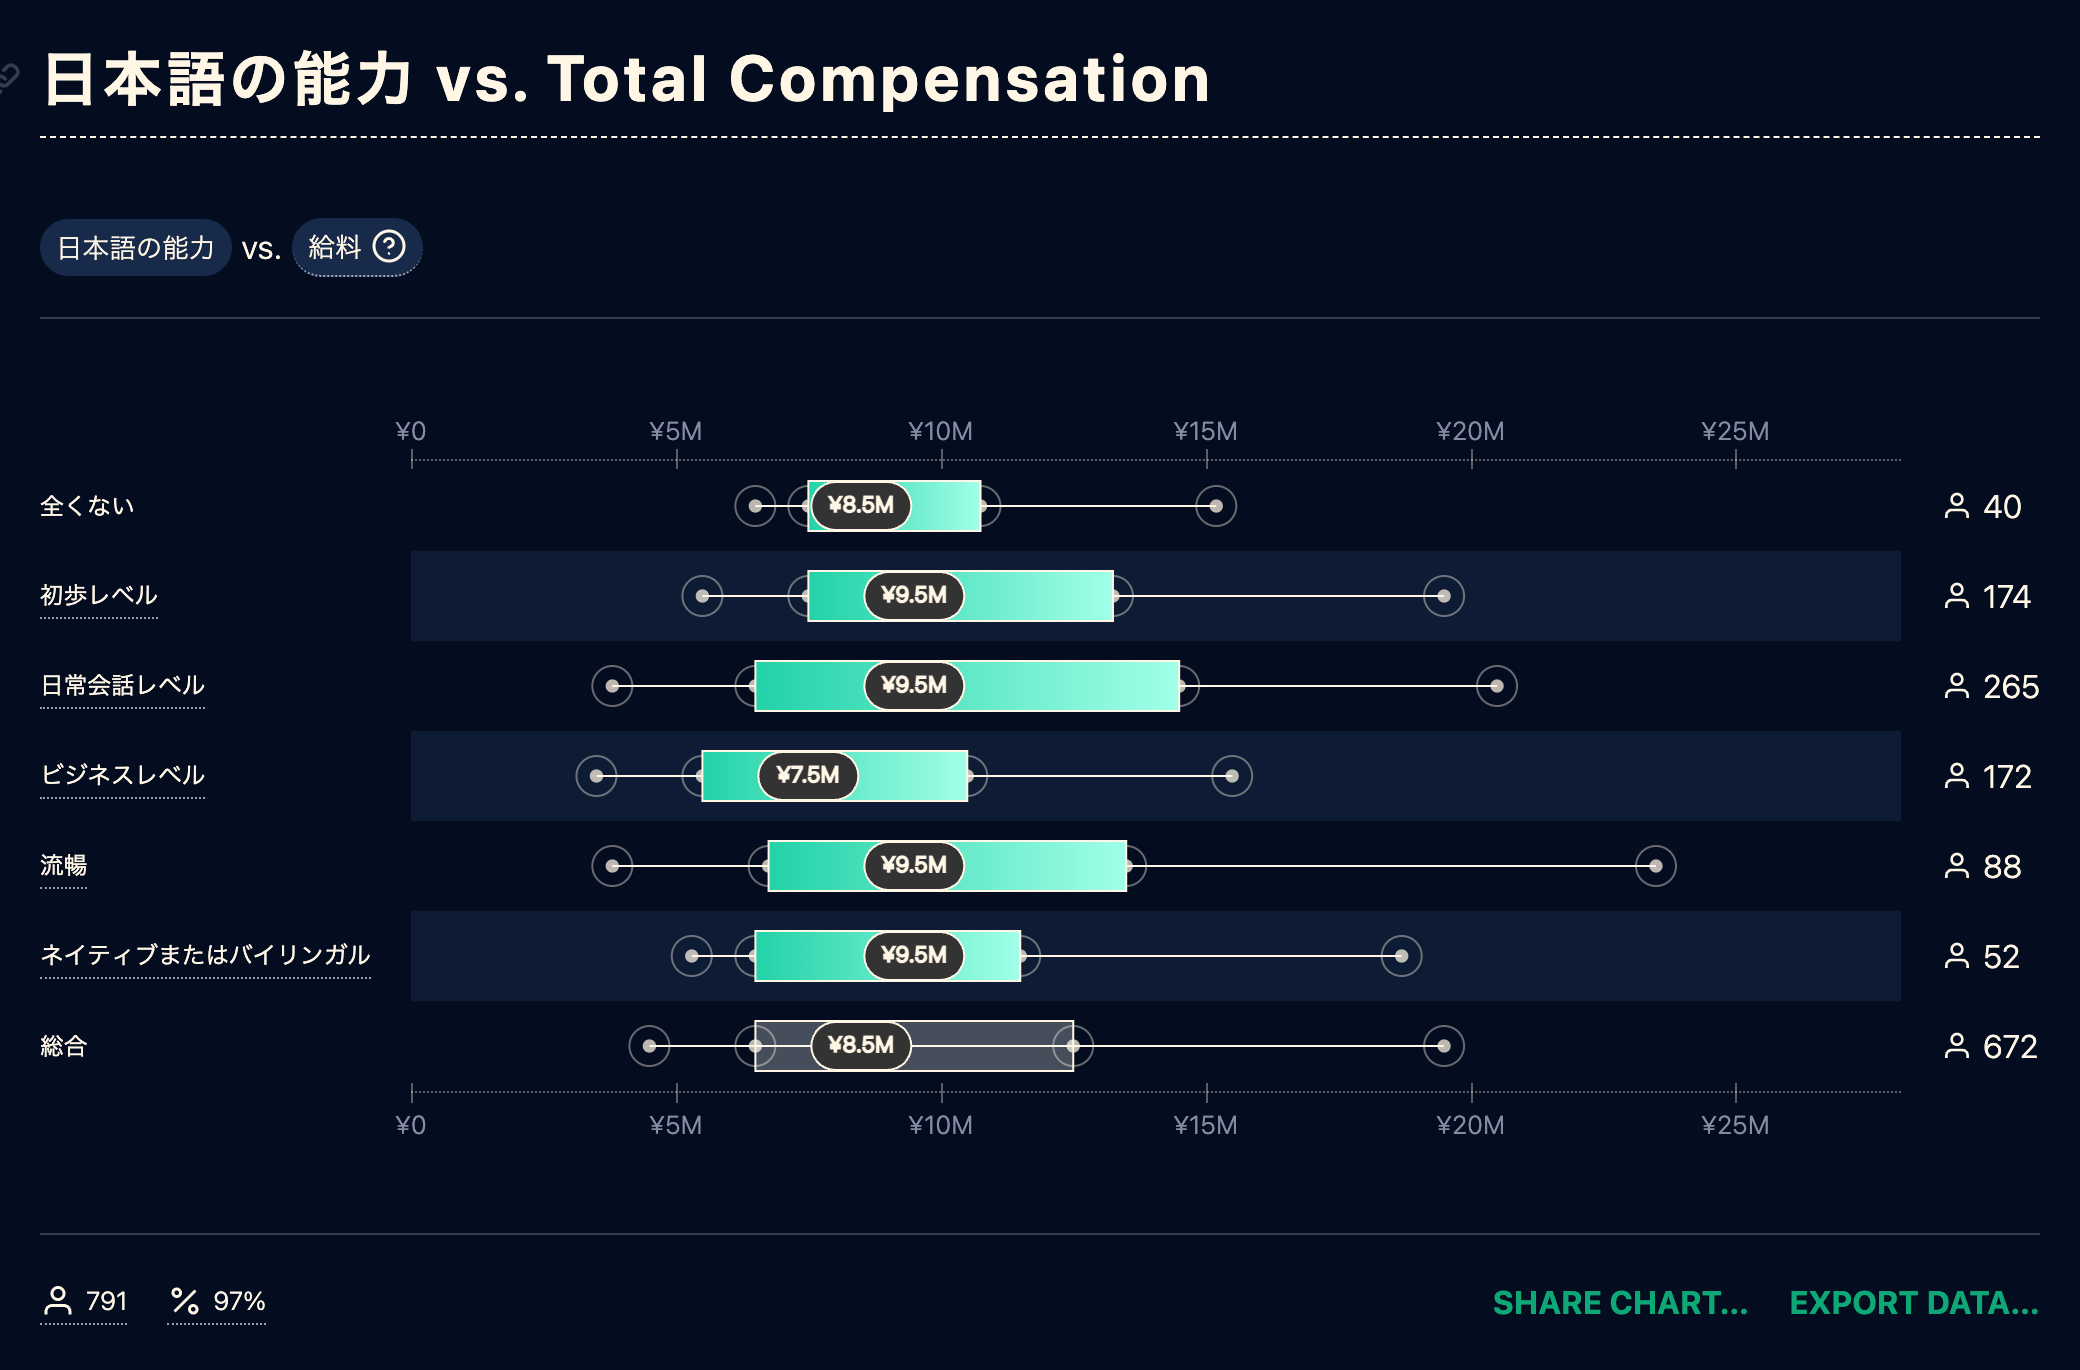 日本語の能力 vs. Total Compensation
日本語の能力 vs. 給料 ?
¥0 ¥5M ¥10M ¥15M ¥20M ¥25M
全くない ¥8.5M 40
初歩レベル ¥9.5M 174
日常会話レベル ¥9.5M 265
ビジネスレベル ¥7.5M 172
流暢 ¥9.5M 88
ネイティブまたはバイリンガル ¥9.5M 52
総合 ¥8.5M 672
¥0 ¥5M ¥10M ¥15M ¥20M ¥25M
791 % 97% SHARE CHART... EXPORT DATA...